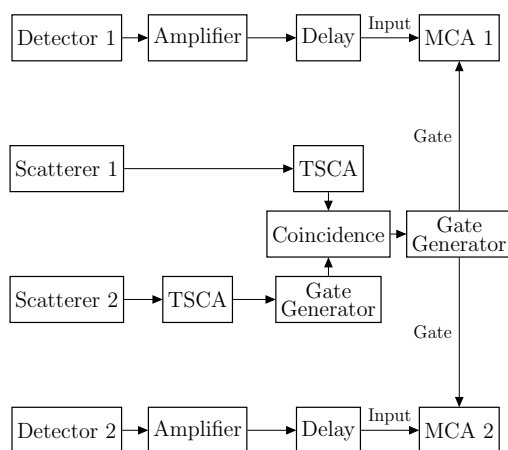 Detector 1
Amplifier
Delay
Input
MCA 1
Gate
Scatterer 1
TSCA
Coincidence
Gate
Generator
Scatterer 2
TSCA
Gate
Generator
Gate
Detector 2
Amplifier
Delay
Input
MCA 2